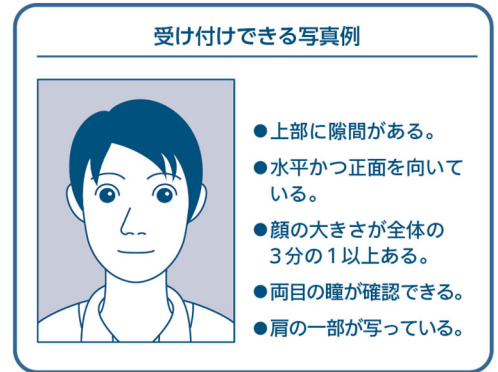 受け付けできる写真例
●上部に隙間がある。
●水平かつ正面を向いて
いる。
●顔の大きさが全体の
３分の１以上ある。
●両目の瞳が確認できる。
●肩の一部が写っている。